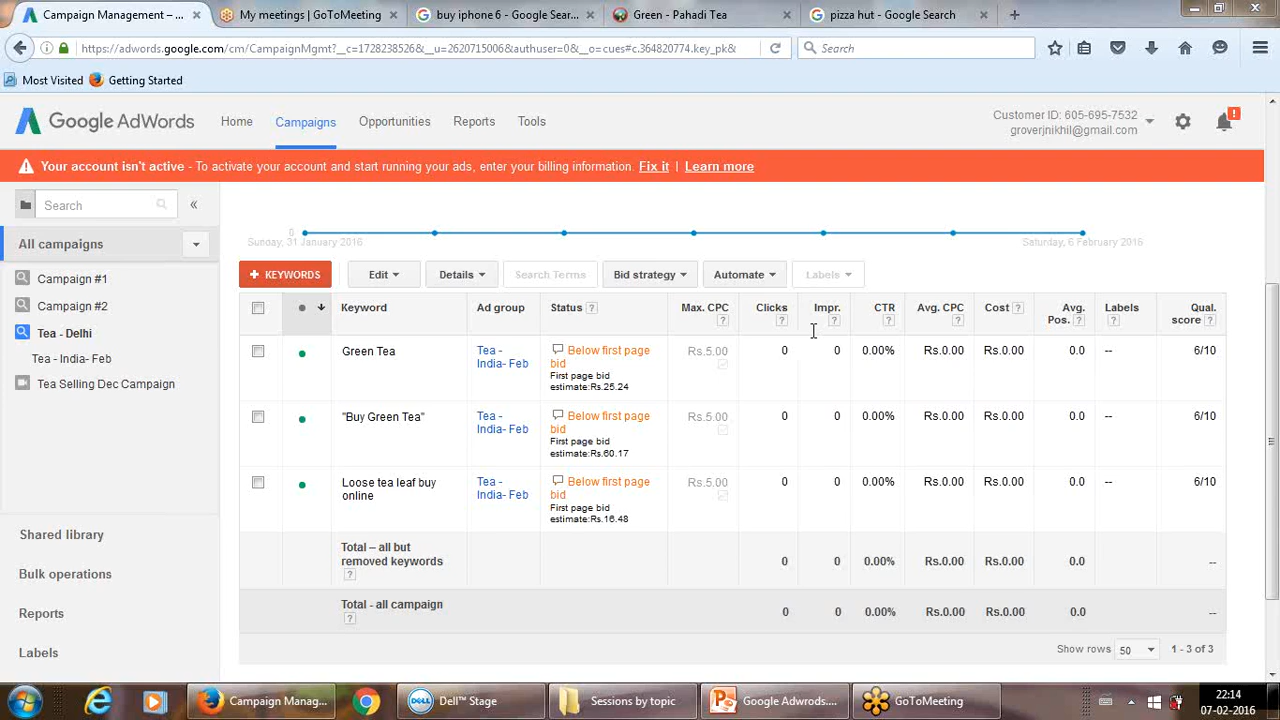 Campaign Management – ...
My meetings | GoToMeeting
buy iphone 6 - Google Sear...
Green - Pahadi Tea
pizza hut - Google Search
https://adwords.google.com/cm/CampaignMgmt?__c=1728238526&__u=2620715006&authuser=0&__o=cues#c.364820774.key_pk&
Search
Most Visited
Getting Started
Google AdWords
Home
Campaigns
Opportunities
Reports
Tools
Customer ID: 605-695-7532
groverjnikhil@gmail.com
!
Your account isn't active - To activate your account and start running your ads, enter your billing information. Fix it | Learn more
Search
«
All campaigns
Campaign #1
Campaign #2
Tea - Delhi
Tea - India- Feb
Tea Selling Dec Campaign
Shared library
Bulk operations
Reports
Labels
0
Sunday, 31 January 2016
Saturday, 6 February 2016
+ KEYWORDS
Edit
Details
Search Terms
Bid strategy
Automate
Labels
Keyword
Ad group
Status ?
Max. CPC
?
Clicks
?
Impr.
?
CTR
?
Avg. CPC
?
Cost ?
Avg.
Pos. ?
Labels
?
Qual.
score ?
Green Tea
Tea -
India- Feb
Below first page
bid
First page bid
estimate:Rs.25.24
Rs.5.00
0
0
0.00%
Rs.0.00
Rs.0.00
0.0
--
6/10
"Buy Green Tea"
Tea -
India- Feb
Below first page
bid
First page bid
estimate:Rs.60.17
Rs.5.00
0
0
0.00%
Rs.0.00
Rs.0.00
0.0
--
6/10
Loose tea leaf buy
online
Tea -
India- Feb
Below first page
bid
First page bid
estimate:Rs.16.48
Rs.5.00
0
0
0.00%
Rs.0.00
Rs.0.00
0.0
--
6/10
Total – all but
removed keywords
?
0
0
0.00%
Rs.0.00
Rs.0.00
0.0
--
Total - all campaign
?
0
0
0.00%
Rs.0.00
Rs.0.00
0.0
--
Show rows
50
1 - 3 of 3
Campaign Manag...
DELL
Dell™ Stage
Sessions by topic
Google Adwords....
GoToMeeting
22:14
07-02-2016